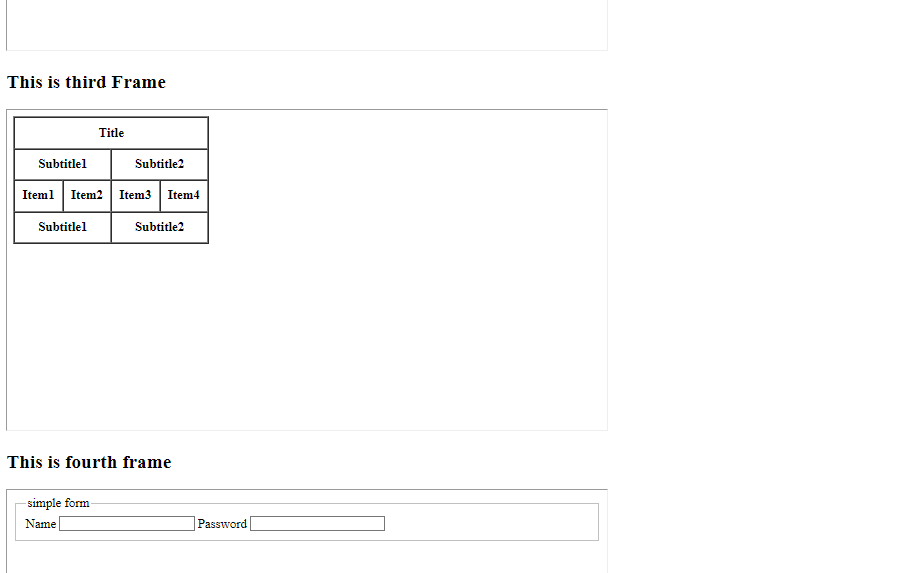 This is third Frame
Title
Subtitle1 Subtitle2
Item1 Item2 Item3 Item4
Subtitle1 Subtitle2
This is fourth frame
simple form
Name Password